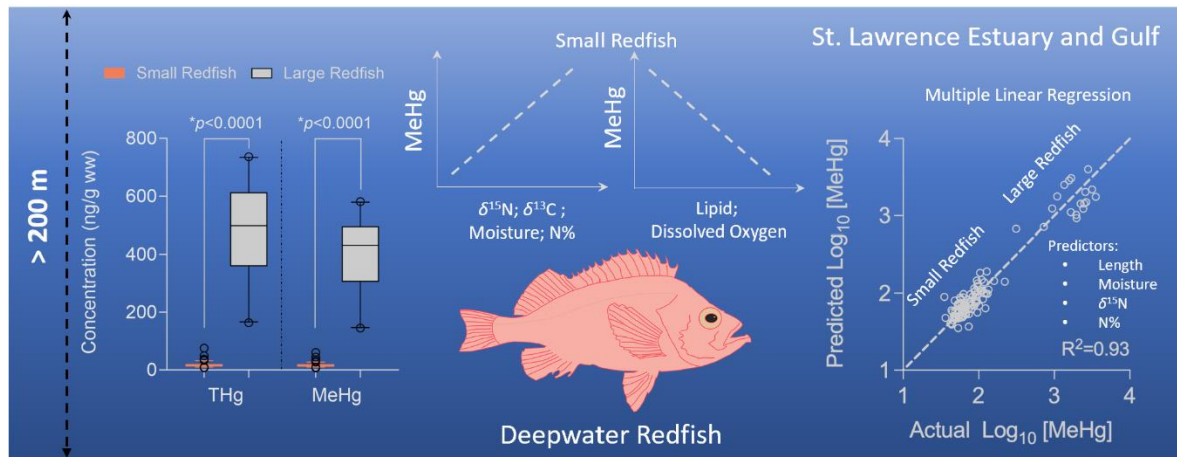 St. Lawrence Estuary and Gulf
> 200 m
Small Redfish
Large Redfish
*p<0.0001
*p<0.0001
Concentration (ng/g ww)
800
600
400
200
0
THg
MeHg
Small Redfish
MeHg
δ¹⁵N; δ¹³C ;
Moisture; N%
MeHg
Lipid;
Dissolved Oxygen
Deepwater Redfish
Multiple Linear Regression
Predicted Log₁₀ [MeHg]
4
3
2
1
Small Redfish
Large Redfish
Predictors:
• Length
• Moisture
• δ¹⁵N
• N%
R²=0.93
1 2 3 4
Actual Log₁₀ [MeHg]